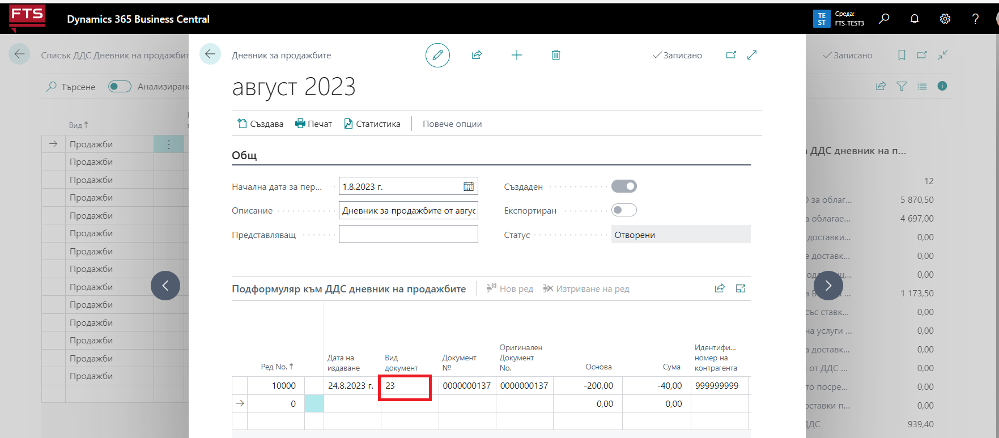 FTS
Dynamics 365 Business Central
TE
ST
Среда:
FTS-TEST3
?
Списък ДДС Дневник на продажбит
Търсене
Анализиране
Вид↑
Продажби
Продажби
Продажби
Продажби
Продажби
Продажби
Продажби
Продажби
Продажби
Продажби
Продажби
Продажби
Продажби
Продажби
Дневник за продажбите
Записано
август 2023
Създава
Печат
Статистика
Повече опции
Общ
Начална дата за пер...
1.8.2023 г.
Описание
Дневник за продажбите от авгус
Представляващ
Създаден
Експортиран
Статус
Отворени
Подформуляр към ДДС дневник на продажбите
Нов ред
Изтриване на ред
Ред No.↑
Дата на
издаване
Вид
документ
Документ
№
Оригинален
Документ
No.
Основа
Сума
Идентифи...
номер на
контрагента
10000 24.8.2023 г. 23 0000000137 0000000137 -200,00 -40,00 999999999
0 0,00 0,00
Записано
ДДС дневник на п...
12
за облаг... 5 870,50
а облагае... 4 697,00
доставки... 0,00
е доставк... 0,00
0,00
1 173,50
със ставк... 0,00
на услуги ... 0,00
а доставк... 0,00
от ДДС ... 0,00
то посре... 0,00
оставки п... 0,00
ДДС 939,40